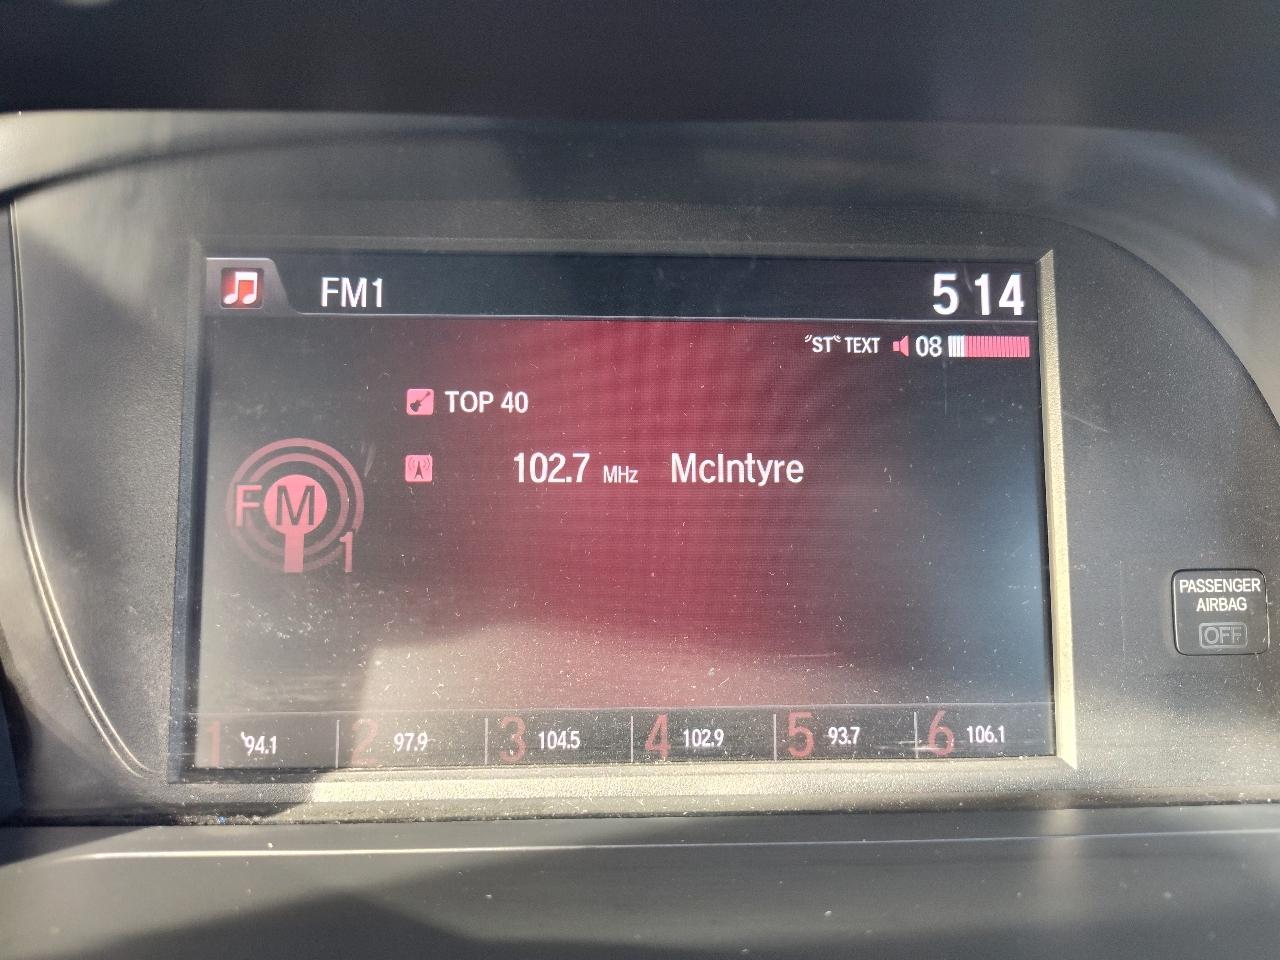 FM1 5 14
"ST" TEXT 08
TOP 40
102.7 MHz McIntyre
FM
1
PASSENGER
AIRBAG
OFF
1 94.1 2 97.9 3 104.5 4 102.9 5 93.7 6 106.1